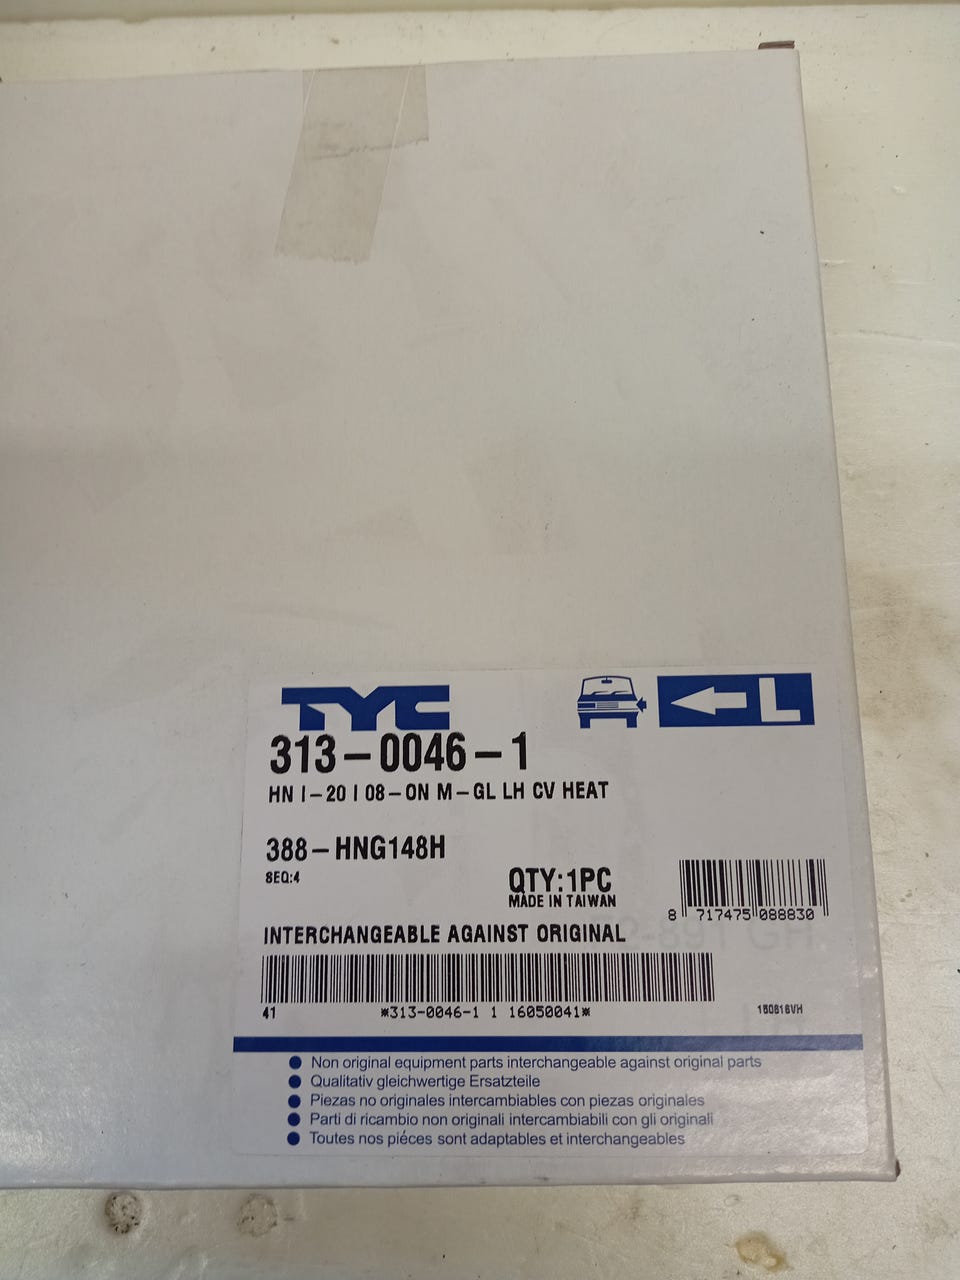 TYC
L
313-0046-1
HN I-20 I 08-ON M-GL LH CV HEAT
388-HNG148H
SEQ:4
QTY:1PC
MADE IN TAIWAN
8 717475 088830
INTERCHANGEABLE AGAINST ORIGINAL
41 *313-0046-1 1 16050041* 150816VH
Non original equipment parts interchangeable against original parts
Qualitativ gleichwertige Ersatzteile
Piezas no originales intercambiables con piezas originales
Parti di ricambio non originali intercambiabili con gli originali
Toutes nos piéces sont adaptables et interchangeables